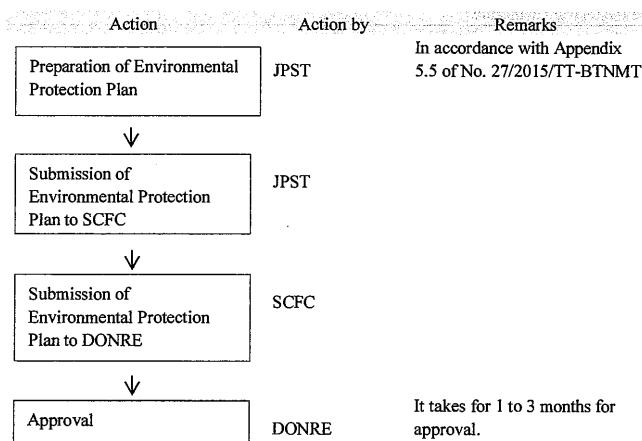 Action Action by Remarks
Preparation of Environmental
Protection Plan
JPST
In accordance with Appendix
5.5 of No. 27/2015/TT-BTNMT
Submission of
Environmental Protection
Plan to SCFC
JPST
Submission of
Environmental Protection
Plan to DONRE
SCFC
Approval
DONRE
It takes for 1 to 3 months for
approval.